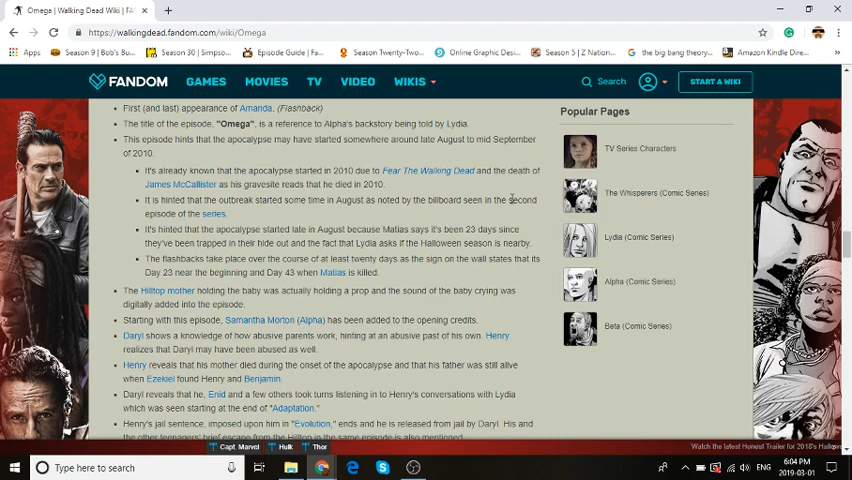 Omega | Walking Dead Wiki | FA
https://walkingdead.fandom.com/wiki/Omega
Apps
Season 9 | Bob's Bu...
Season 30 | Simpso...
Episode Guide | Fa...
Season Twenty-Two...
Online Graphic Desi...
Season 5 | Z Nation...
the big bang theory...
Amazon Kindle Dire...
FANDOM
GAMES
MOVIES
TV
VIDEO
WIKIS
Search
START A WIKI
First (and last) appearance of Amanda. (Flashback)
The title of the episode, "Omega", is a reference to Alpha's backstory being told by Lydia.
This episode hints that the apocalypse may have started somewhere around late August to mid September
of 2010.
It's already known that the apocalypse started in 2010 due to Fear The Walking Dead and the death of
James McCallister as his gravesite reads that he died in 2010.
It is hinted that the outbreak started some time in August as noted by the billboard seen in the second
episode of the series.
It's hinted that the apocalypse started late in August because Matias says it's been 23 days since
they've been trapped in their hide out and the fact that Lydia asks if the Halloween season is nearby.
The flashbacks take place over the course of at least twenty days as the sign on the wall states that its
Day 23 near the beginning and Day 43 when Matias is killed.
The Hilltop mother holding the baby was actually holding a prop and the sound of the baby crying was
digitally added into the episode.
Starting with this episode, Samantha Morton (Alpha) has been added to the opening credits.
Daryl shows a knowledge of how abusive parents work, hinting at an abusive past of his own. Henry
realizes that Daryl may have been abused as well.
Henry reveals that his mother died during the onset of the apocalypse and that his father was still alive
when Ezekiel found Henry and Benjamin.
Daryl reveals that he, Enid and a few others took turns listening in to Henry's conversations with Lydia
which was seen starting at the end of "Adaptation."
Henry's jail sentence, imposed upon him in "Evolution," ends and he is released from jail by Daryl. His and
the other teenagers' brief escape from the Hilltop in the same episode is also mentioned.
Popular Pages
TV Series Characters
The Whisperers (Comic Series)
Lydia (Comic Series)
Alpha (Comic Series)
Beta (Comic Series)
Capt. Marvel
Hulk
Thor
Watch the latest Honest Trailer for 2018's Hallow
Type here to search
ENG
6:04 PM
2019-03-01